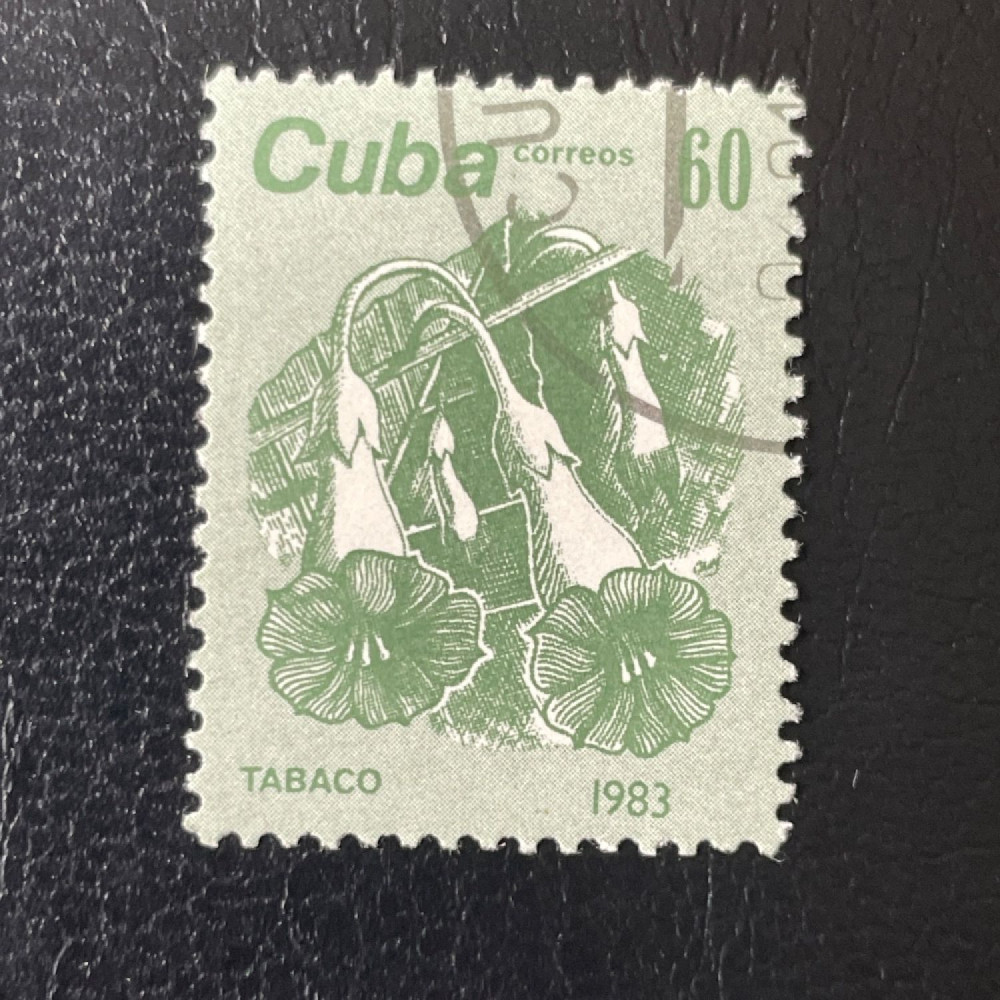 Cuba correos 60
TABACO 1983